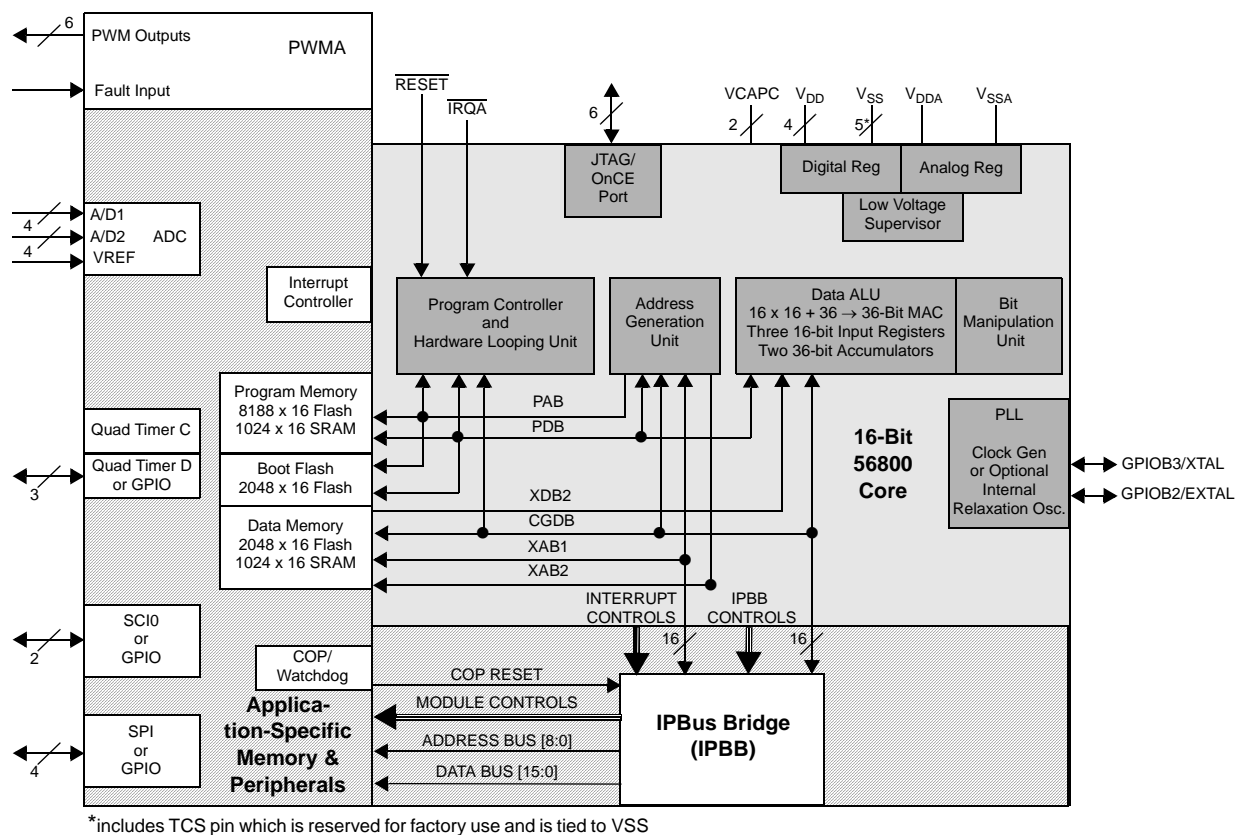 6
PWM Outputs
PWMA
Fault Input
RESET
IRQA
6
VCAPC
VDD
VSS
VDDA
VSSA
2
4
5*
JTAG/
OnCE
Port
Digital Reg
Analog Reg
Low Voltage
Supervisor
A/D1
4
A/D2
ADC
4
VREF
Interrupt
Controller
Program Controller
and
Hardware Looping Unit
Address
Generation
Unit
Data ALU
16 x 16 + 36 → 36-Bit MAC
Three 16-bit Input Registers
Two 36-bit Accumulators
Bit
Manipulation
Unit
Program Memory
8188 x 16 Flash
1024 x 16 SRAM
PAB
PDB
Quad Timer C
Quad Timer D
or GPIO
3
Boot Flash
2048 x 16 Flash
16-Bit
56800
Core
PLL
Clock Gen
or Optional
Internal
Relaxation Osc.
GPIOB3/XTAL
GPIOB2/EXTAL
XDB2
CGDB
XAB1
XAB2
Data Memory
2048 x 16 Flash
1024 x 16 SRAM
INTERRUPT
CONTROLS
IPBB
CONTROLS
16
16
SCI0
or
GPIO
2
COP/
Watchdog
COP RESET
MODULE CONTROLS
ADDRESS BUS [8:0]
DATA BUS [15:0]
Applica-
tion-Specific
Memory &
Peripherals
IPBus Bridge
(IPBB)
SPI
or
GPIO
4
*includes TCS pin which is reserved for factory use and is tied to VSS